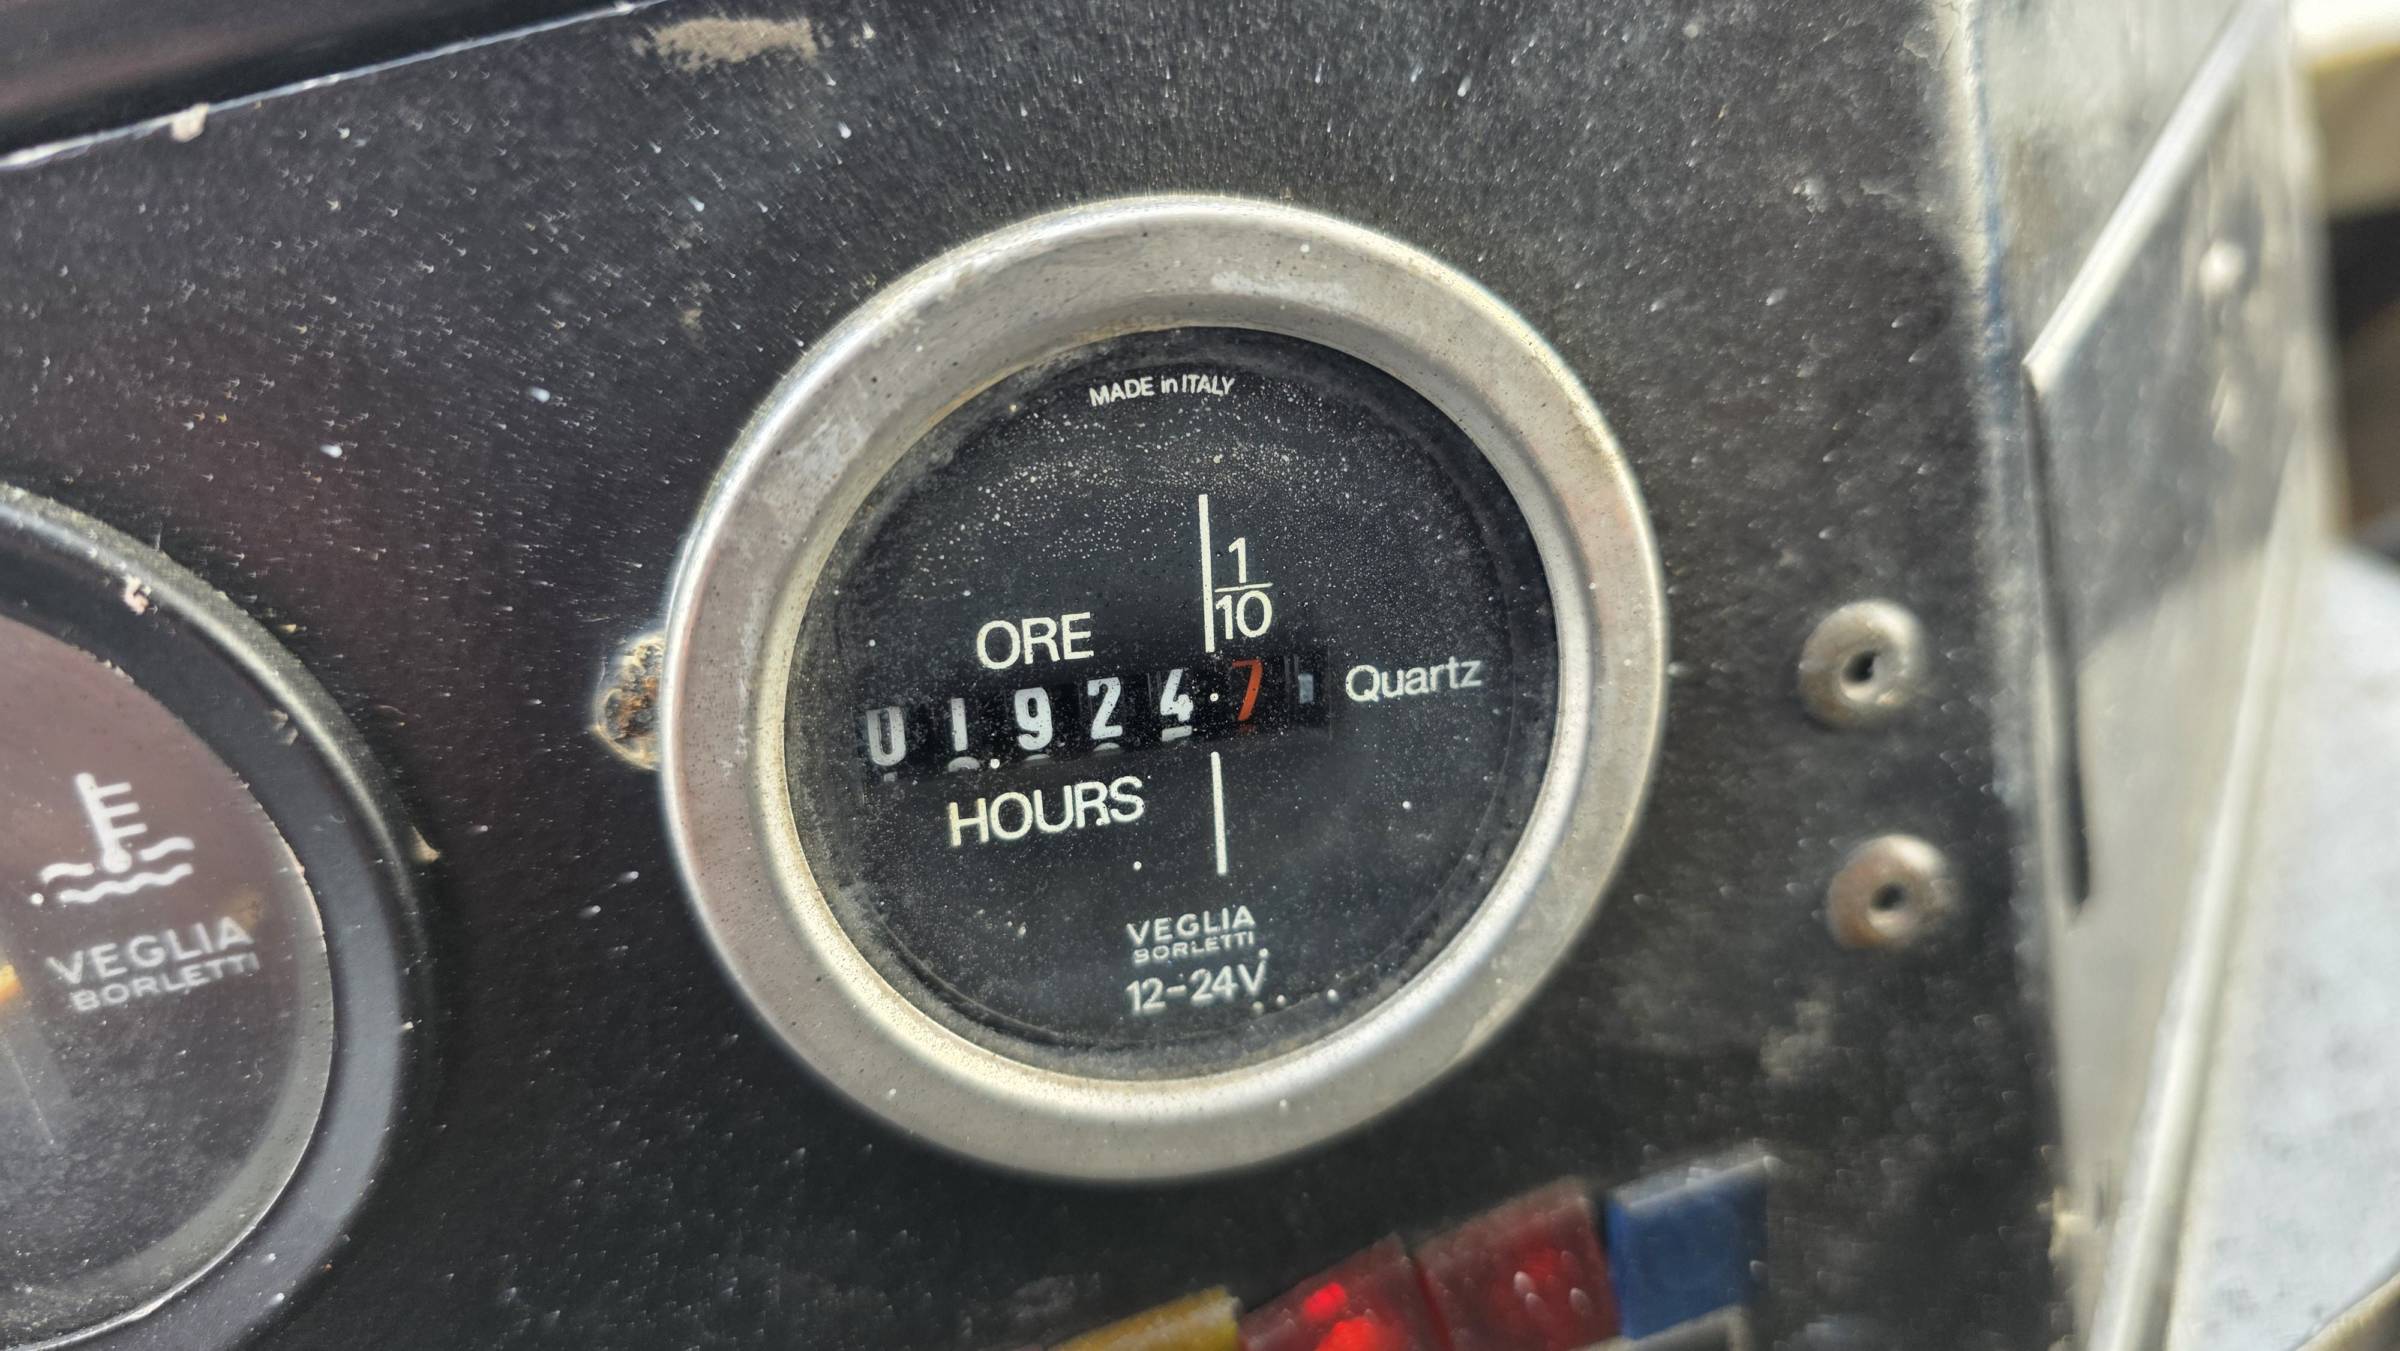 MADE in ITALY
1
10
ORE
01924.7
Quartz
HOURS
VEGLIA
BORLETTI
12-24V
VEGLIA
BORLETTI